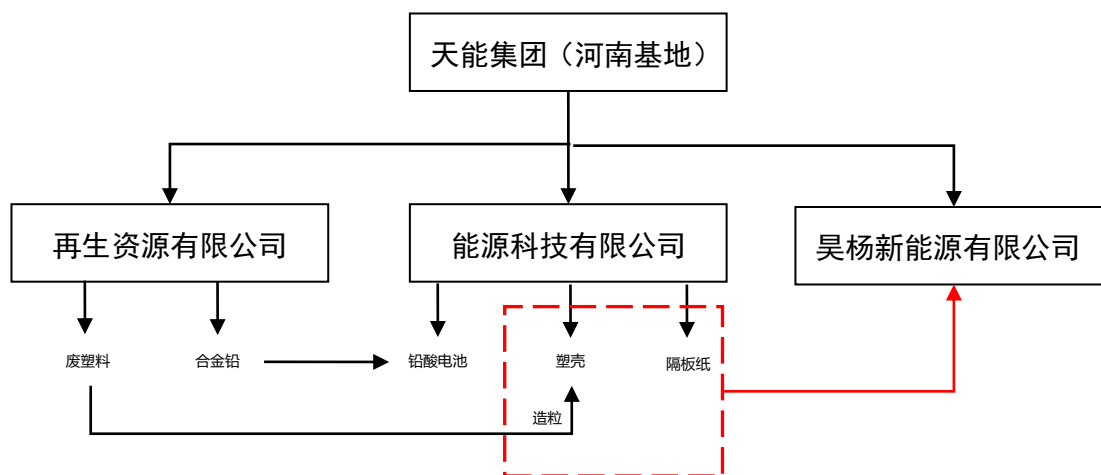 天能集团（河南基地）
再生资源有限公司
能源科技有限公司
昊杨新能源有限公司
废塑料
合金铅
铅酸电池
塑壳
隔板纸
造粒